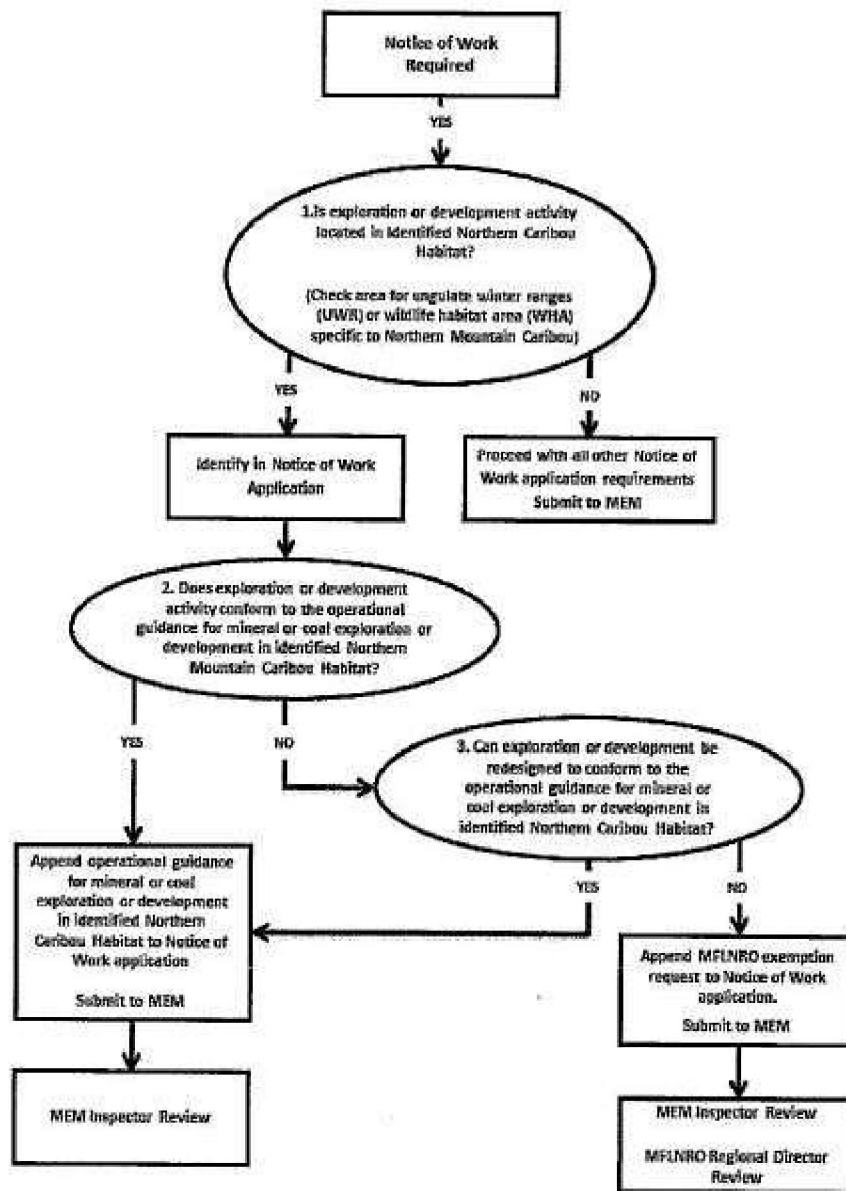 Notice of Work
Required
YES
1.Is exploration or development activity
located in Identified Northern Caribou
Habitat?
(Check area for ungulate winter ranges
(UWR) or wildlife habitat area (WHA)
specific to Northern Mountain Caribou)
YES
NO
Identify in Notice of Work
Application
Proceed with all other Notice of
Work application requirements
Submit to MEM
2. Does exploration or development
activity conform to the operational
guidance for mineral or coal exploration or
development in identified Northern
Mountain Caribou Habitat?
YES
NO
3. Can exploration or development be
redesigned to conform to the
operational guidance for mineral or
coal exploration or development in
identified Northern Caribou Habitat?
YES
NO
Append operational guidance
for mineral or coal
exploration or development
in identified Northern
Caribou Habitat to Notice of
Work application
Submit to MEM
Append MFLNRO exemption
request to Notice of Work
application.
Submit to MEM
MEM Inspector Review
MEM Inspector Review
MFLNRO Regional Director
Review